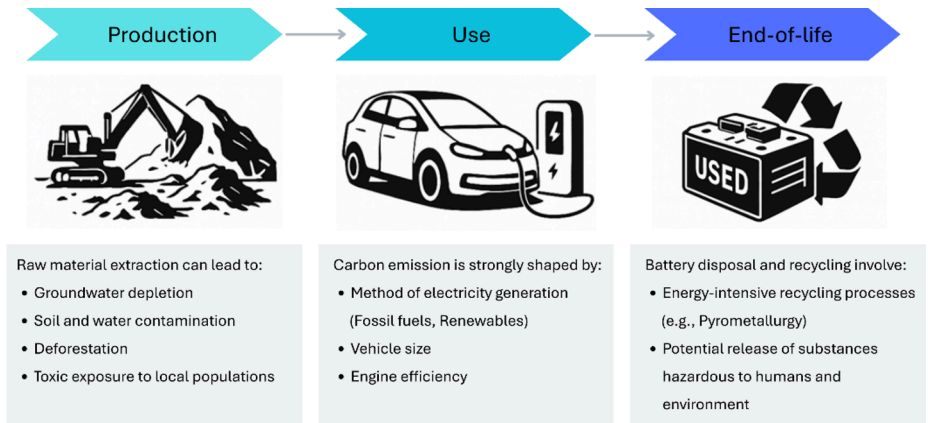 Production
Use
End-of-life
USED
Raw material extraction can lead to:
• Groundwater depletion
• Soil and water contamination
• Deforestation
• Toxic exposure to local populations
Carbon emission is strongly shaped by:
• Method of electricity generation
(Fossil fuels, Renewables)
• Vehicle size
• Engine efficiency
Battery disposal and recycling involve:
• Energy-intensive recycling processes
(e.g., Pyrometallurgy)
• Potential release of substances
hazardous to humans and
environment